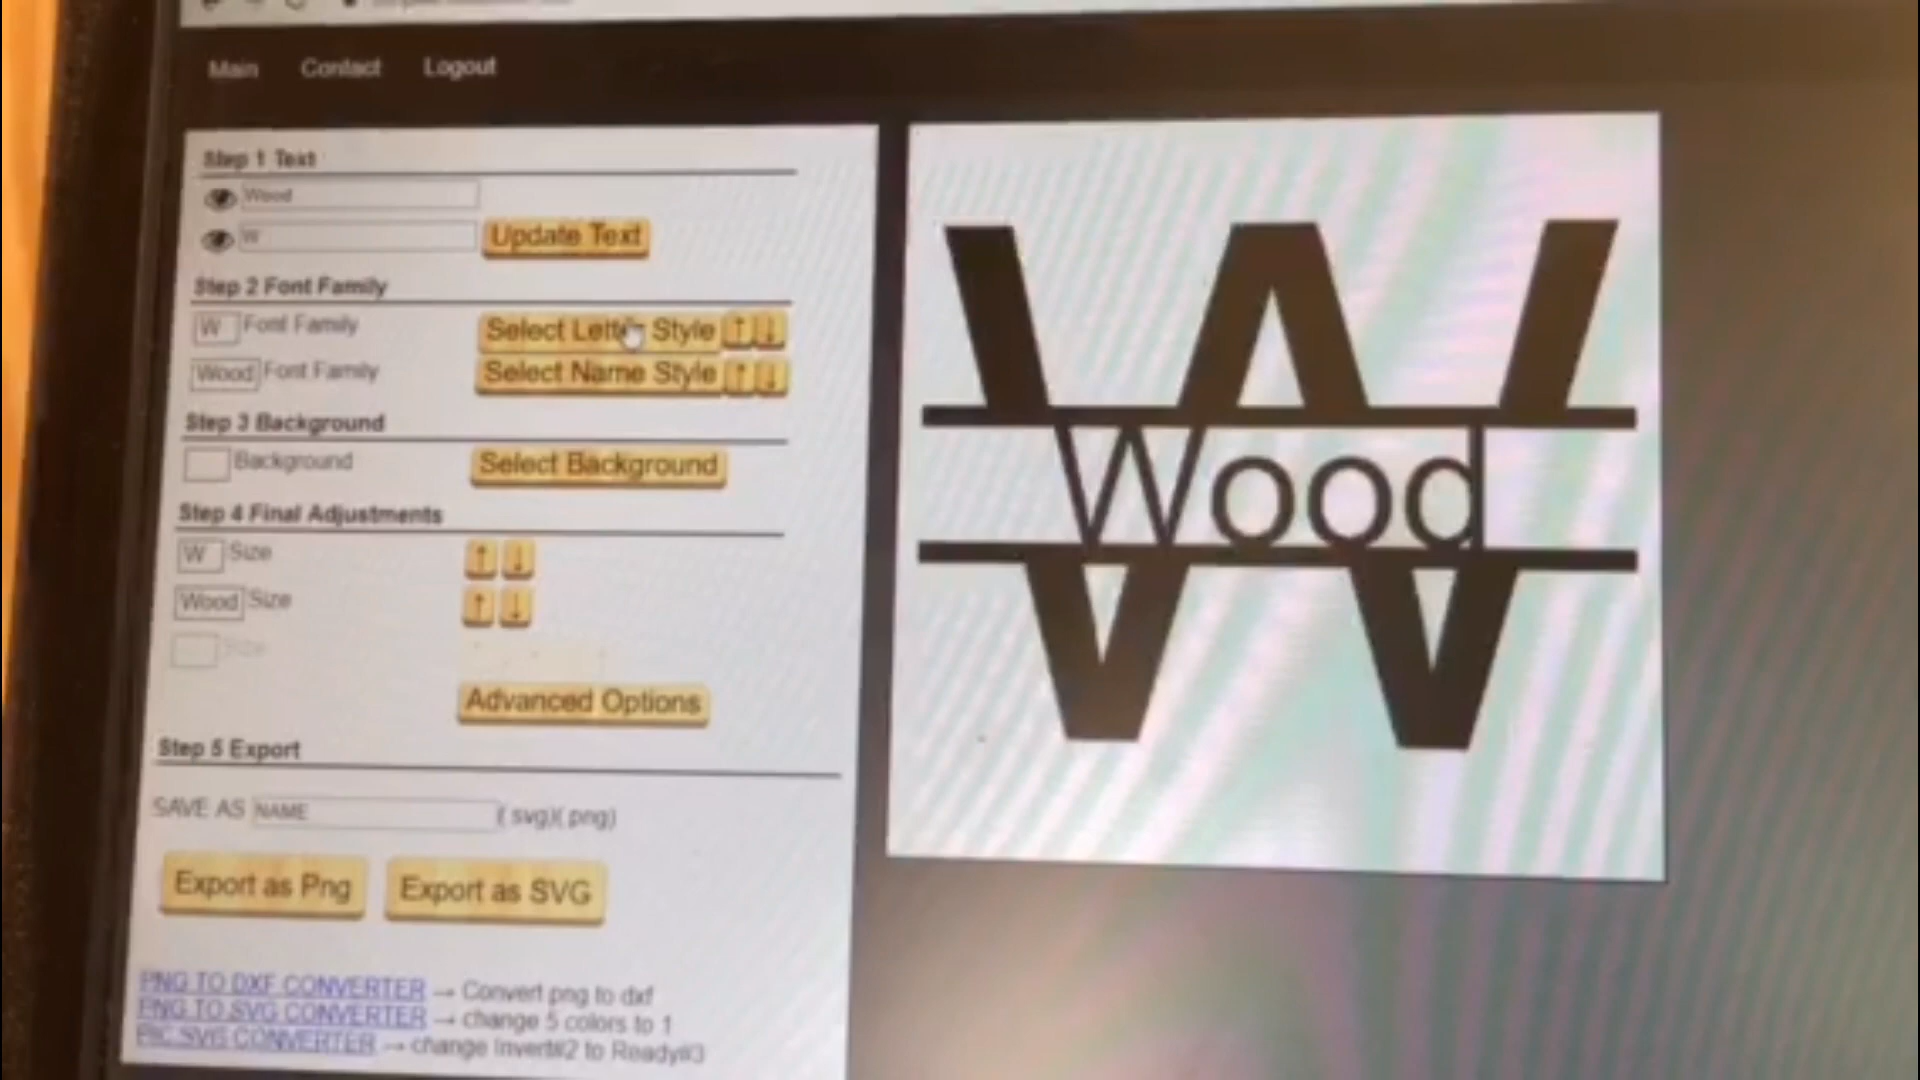 Main Contact Logout
Step 1 Text
Wood
W Update Text
Step 2 Font Family
W Font Family Select Letter Style ↑ ↓
Wood Font Family Select Name Style ↑ ↓
Step 3 Background
Background Select Background
Step 4 Final Adjustments
W Size ↑ ↓
Wood Size ↑ ↓
Size
Advanced Options
Step 5 Export
SAVE AS NAME (.svg)(.png)
Export as Png Export as SVG
PNG TO DXF CONVERTER → Convert png to dxf
PNG TO SVG CONVERTER → change 5 colors to 1
PIC SVG CONVERTER → change Invert#2 to Ready#3
W
Wood